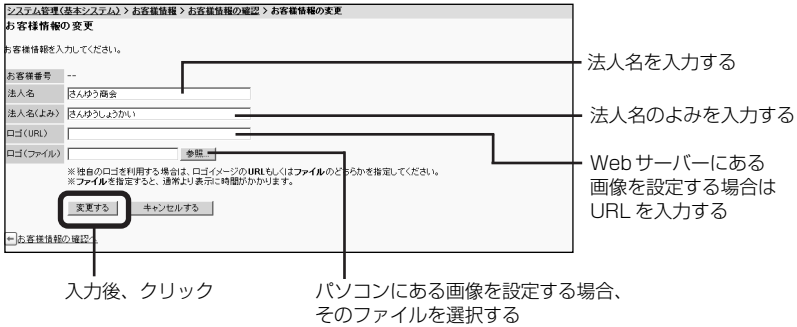 システム管理(基本システム) > お客様情報 > お客様情報の確認 > お客様情報の変更
お客様情報の変更
お客様情報を入力してください。
お客様番号 --
法人名 さんゆう商会
法人名を入力する
法人名(よみ) さんゆうしょうかい
法人名のよみを入力する
ロゴ(URL)
Webサーバーにある
画像を設定する場合は
URLを入力する
ロゴ(ファイル) 参照...
※独自のロゴを利用する場合は、ロゴイメージのURLもしくはファイルのどちらかを指定してください。
※ファイルを指定すると、通常より表示に時間がかかります。
変更する キャンセルする
お客様情報の確認へ
入力後、クリック
パソコンにある画像を設定する場合、
そのファイルを選択する